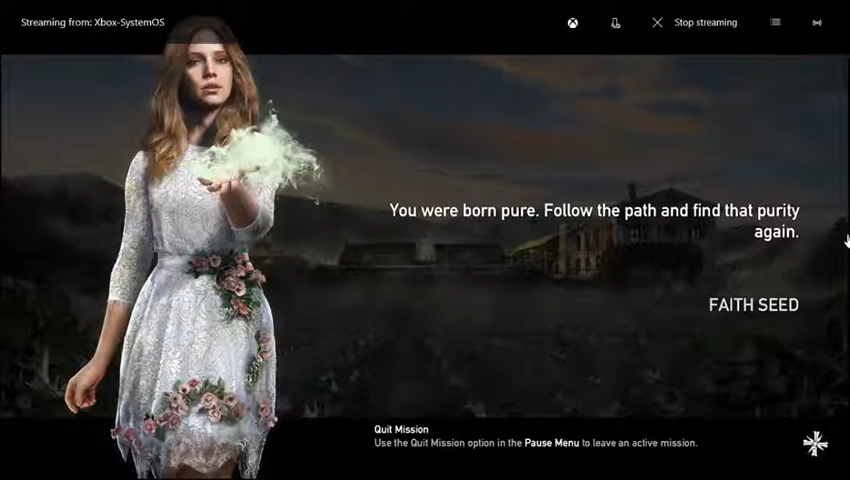 Streaming from: Xbox-SystemOS
Stop streaming
You were born pure. Follow the path and find that purity
again.
FAITH SEED
Quit Mission
Use the Quit Mission option in the Pause Menu to leave an active mission.